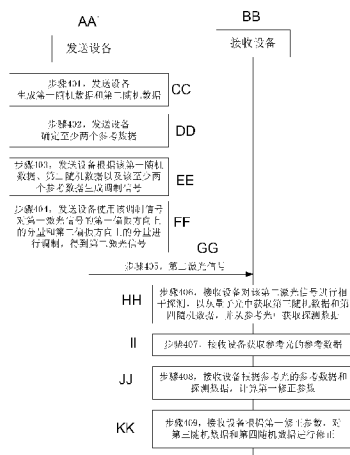 AA
BB
发送设备
接收设备
步骤401，发送设备
生成第一随机数据和第二随机数据
CC
步骤402，发送设备
确定至少两个参考数据
DD
步骤403，发送设备根据该第一随机
数据、第二随机数据以及该至少两
个参考数据生成调制信号
EE
步骤404，发送设备使用该调制信号
对第一激光信号的第一偏振方向上
的分量和第二偏振方向上的分量进
行调制，得到第二激光信号
FF
GG
步骤405，第二激光信号
HH
步骤406，接收设备对该第二激光信号进行相
干探测，以从量子光中获取第三随机数据和第
四随机数据，并从参考光中获取探测数据
II
步骤407，接收设备获取参考光的参考数据
JJ
步骤408，接收设备根据参考光的参考数据和
探测数据，计算第一修正参数
KK
步骤409，接收设备根据第一修正参数，对
第三随机数据和第四随机数据进行修正